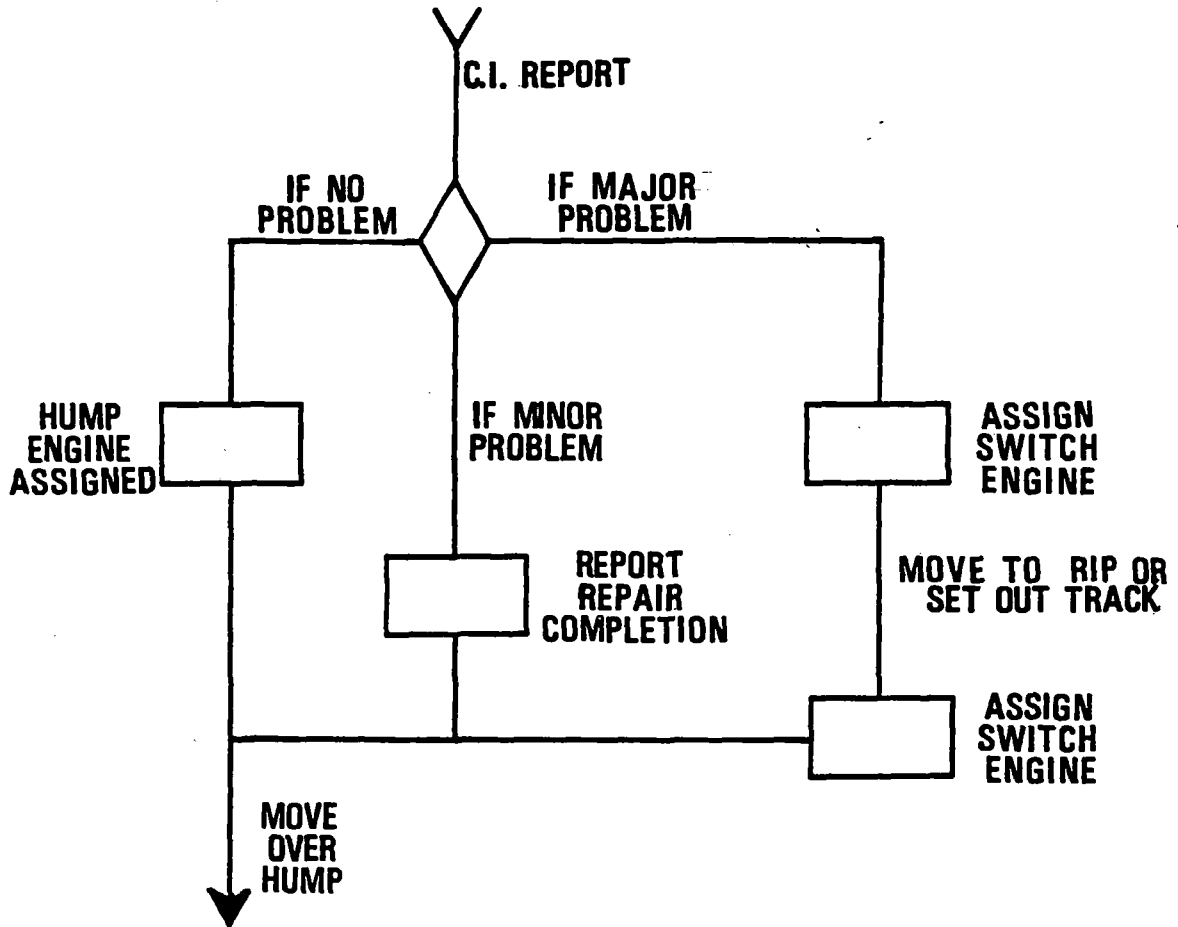 C.I. REPORT
IF NO
PROBLEM
IF MAJOR
PROBLEM
HUMP
ENGINE
ASSIGNED
IF MINOR
PROBLEM
ASSIGN
SWITCH
ENGINE
REPORT
REPAIR
COMPLETION
MOVE TO RIP OR
SET OUT TRACK
ASSIGN
SWITCH
ENGINE
MOVE
OVER
HUMP